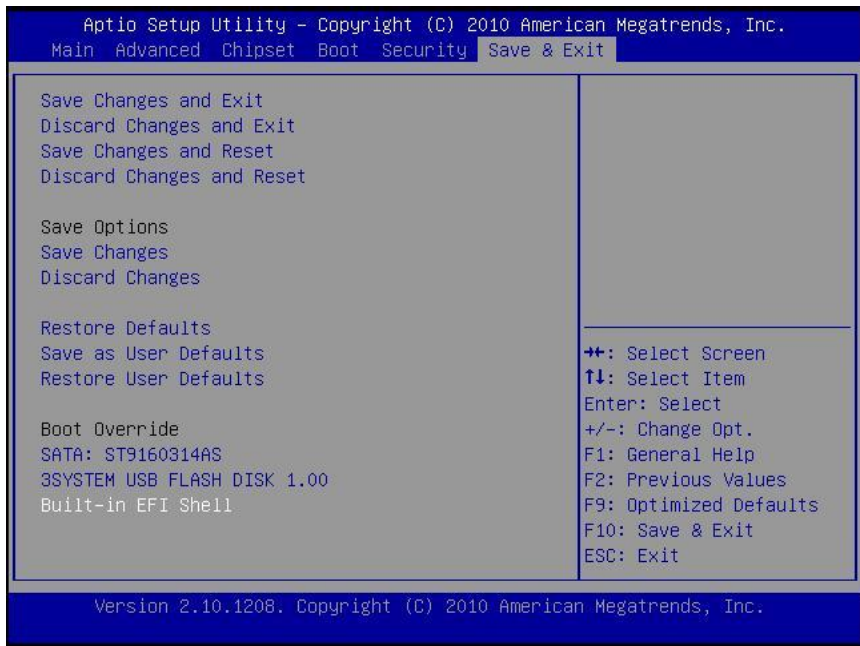 Aptio Setup Utility – Copyright (C) 2010 American Megatrends, Inc.
Main Advanced Chipset Boot Security Save & Exit
Save Changes and Exit
Discard Changes and Exit
Save Changes and Reset
Discard Changes and Reset
Save Options
Save Changes
Discard Changes
Restore Defaults
Save as User Defaults
Restore User Defaults
Boot Override
SATA: ST9160314AS
3SYSTEM USB FLASH DISK 1.00
Built-in EFI Shell
→←: Select Screen
↑↓: Select Item
Enter: Select
+/-: Change Opt.
F1: General Help
F2: Previous Values
F9: Optimized Defaults
F10: Save & Exit
ESC: Exit
Version 2.10.1208. Copyright (C) 2010 American Megatrends, Inc.